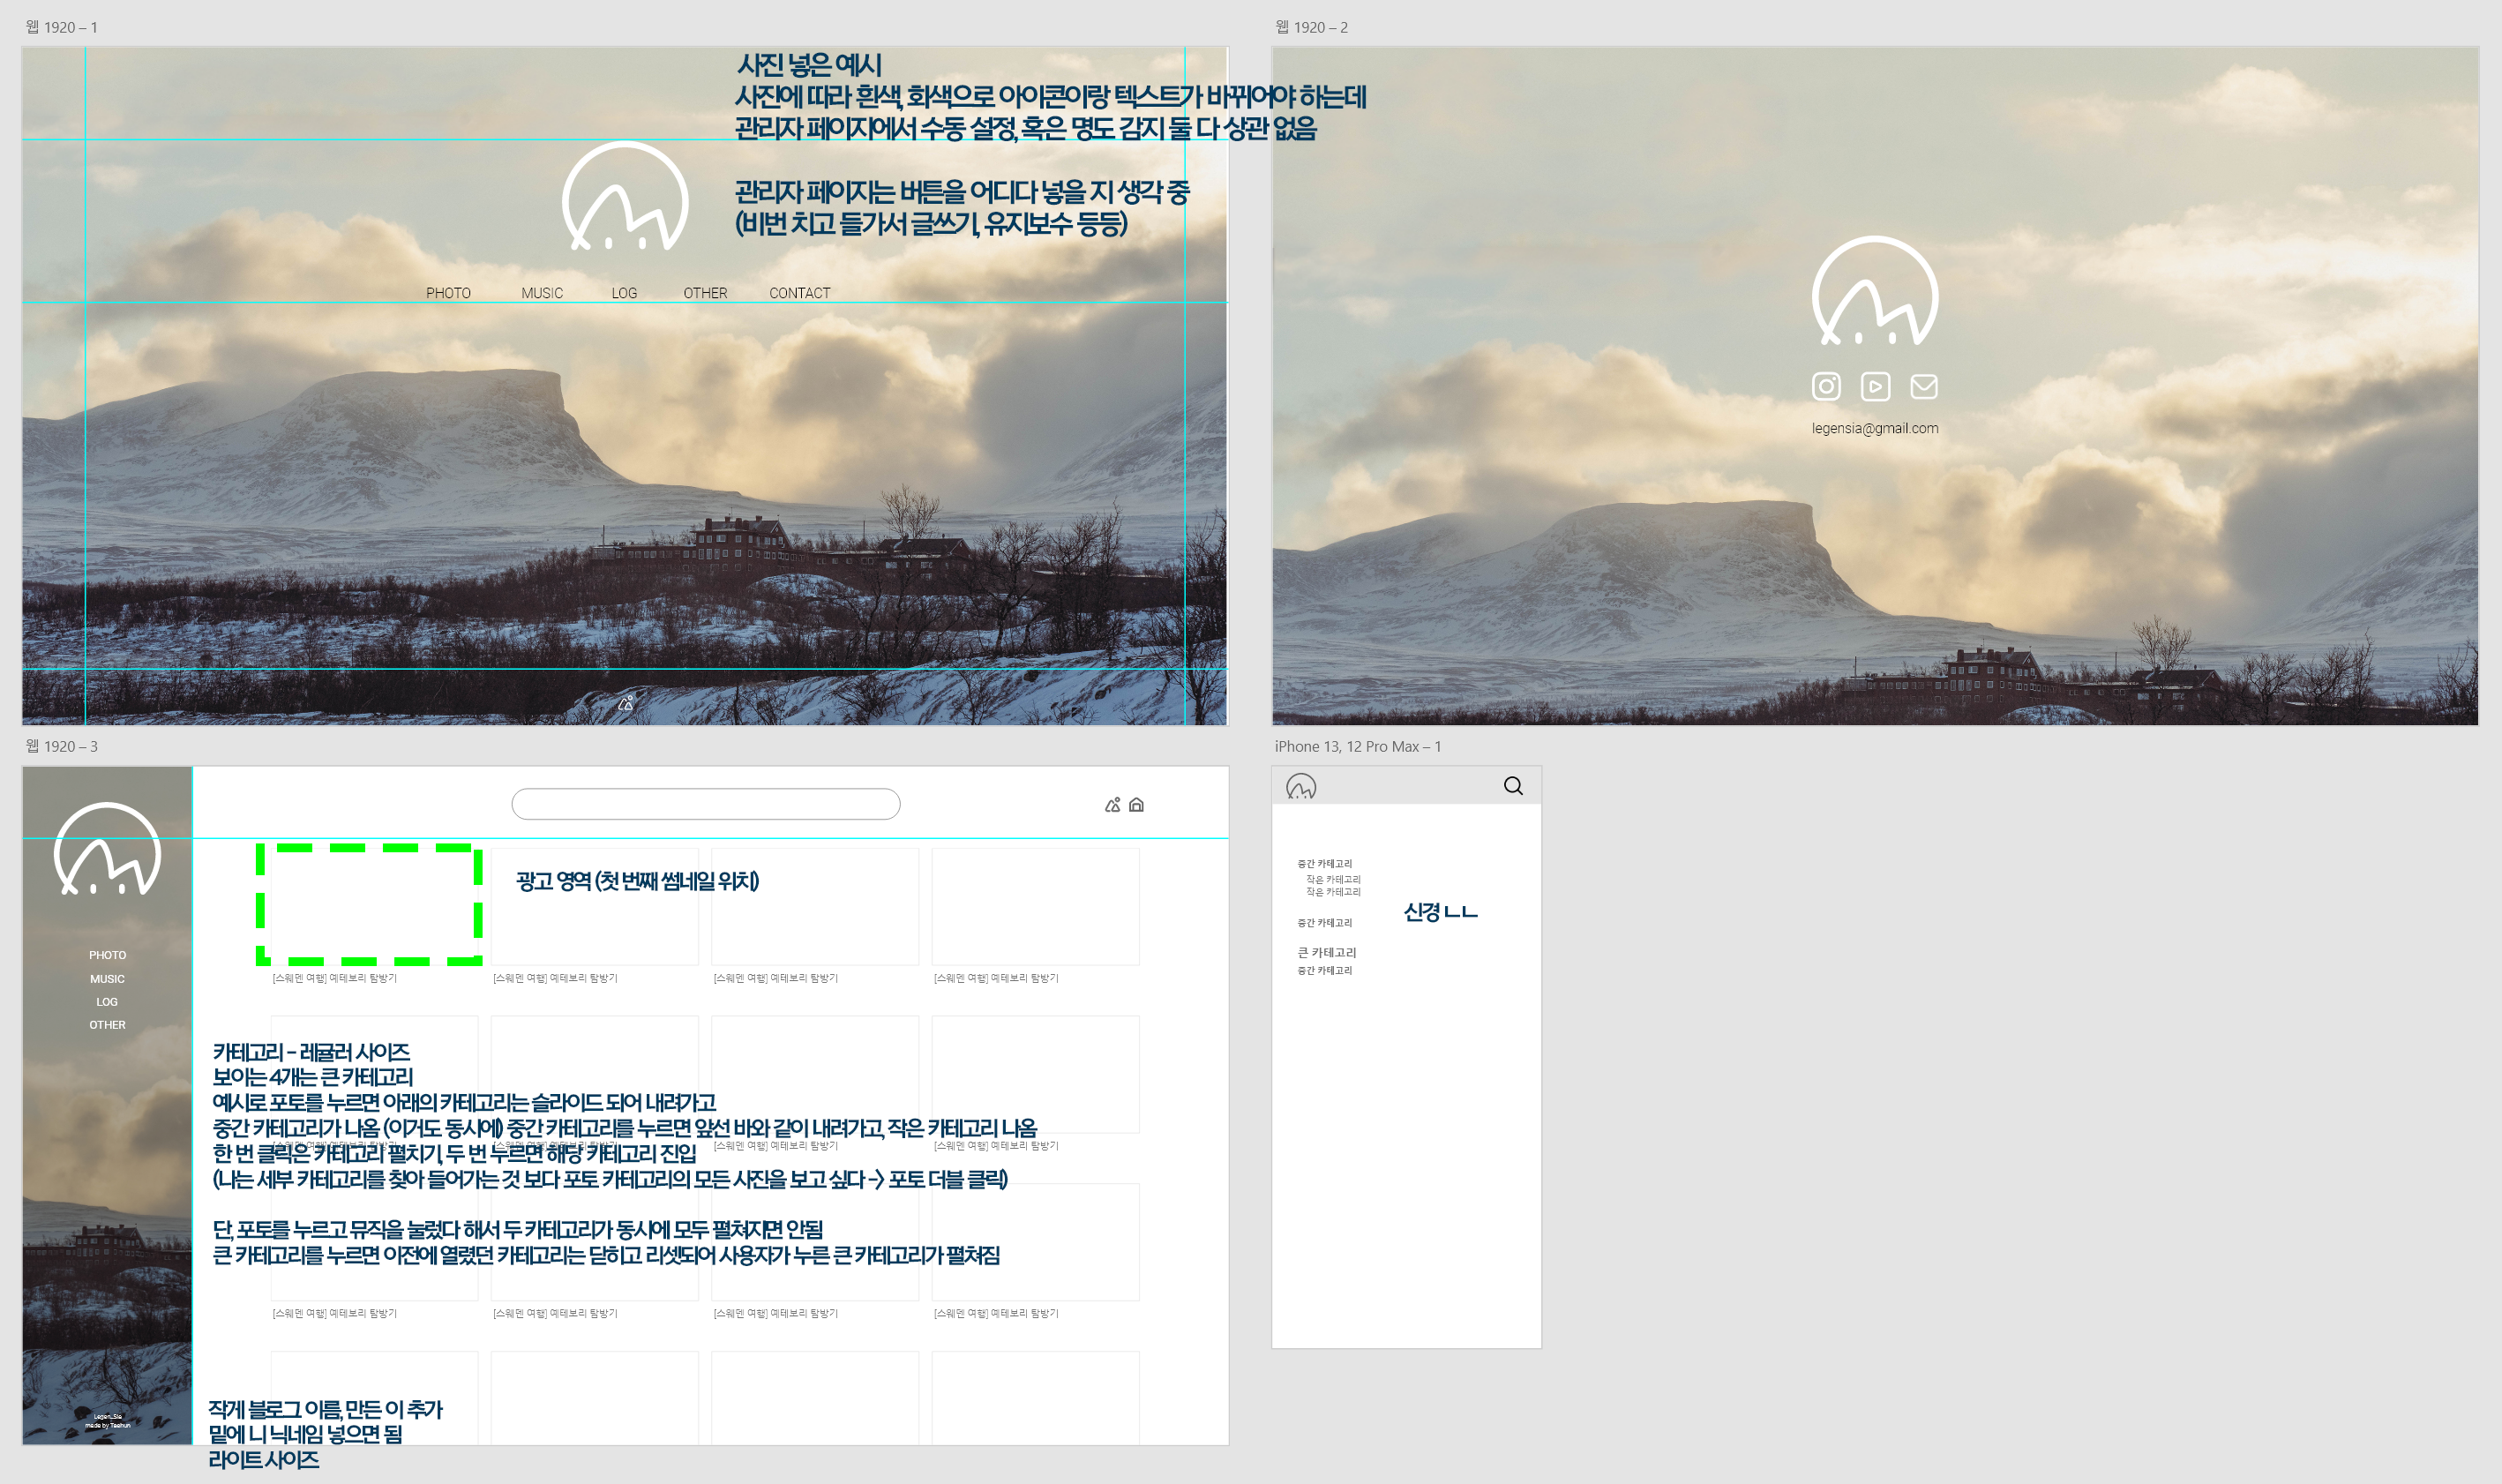 웹 1920 – 1
사진 넣은 예시
사진에 따라 흰색, 회색으로 아이콘이랑 텍스트가 바뀌어야 하는데
관리자 페이지에서 수동 설정, 혹은 명도 감지 둘 다 상관 없음
관리자 페이지는 버튼을 어디다 넣을 지 생각 중
(비번 치고 들가서 글쓰기, 유지보수 등등)
PHOTO MUSIC LOG OTHER CONTACT
웹 1920 – 2
legensia@gmail.com
웹 1920 – 3
PHOTO
MUSIC
LOG
OTHER
광고 영역 (첫 번째 썸네일 위치)
[스웨덴 여행] 예테보리 탐방기 [스웨덴 여행] 예테보리 탐방기 [스웨덴 여행] 예테보리 탐방기 [스웨덴 여행] 예테보리 탐방기
카테고리 - 레귤러 사이즈
보이는 4개는 큰 카테고리
예시로 포토를 누르면 아래의 카테고리는 슬라이드 되어 내려가고
중간 카테고리가 나옴 (이거도 동시에) 중간 카테고리를 누르면 앞선 바와 같이 내려가고, 작은 카테고리 나옴
[스웨덴 여행] 예테보리 탐방기 [스웨덴 여행] 예테보리 탐방기 [스웨덴 여행] 예테보리 탐방기 [스웨덴 여행] 예테보리 탐방기
한 번 클릭은 카테고리 펼치기, 두 번 누르면 해당 카테고리 진입
(나는 세부 카테고리를 찾아 들어가는 것 보다 포토 카테고리의 모든 사진을 보고 싶다 -> 포토 더블 클릭)
단, 포토를 누르고 뮤직을 눌렀다 해서 두 카테고리가 동시에 모두 펼쳐지면 안됨
큰 카테고리를 누르면 이전에 열렸던 카테고리는 닫히고 리셋되어 사용자가 누른 큰 카테고리가 펼쳐짐
[스웨덴 여행] 예테보리 탐방기 [스웨덴 여행] 예테보리 탐방기 [스웨덴 여행] 예테보리 탐방기 [스웨덴 여행] 예테보리 탐방기
작게 블로그 이름, 만든 이 추가
밑에 니 닉네임 넣으면 됨
라이트 사이즈
made by Taehun
iPhone 13, 12 Pro Max – 1
중간 카테고리
작은 카테고리
작은 카테고리
신경 ㄴㄴ
중간 카테고리
큰 카테고리
중간 카테고리